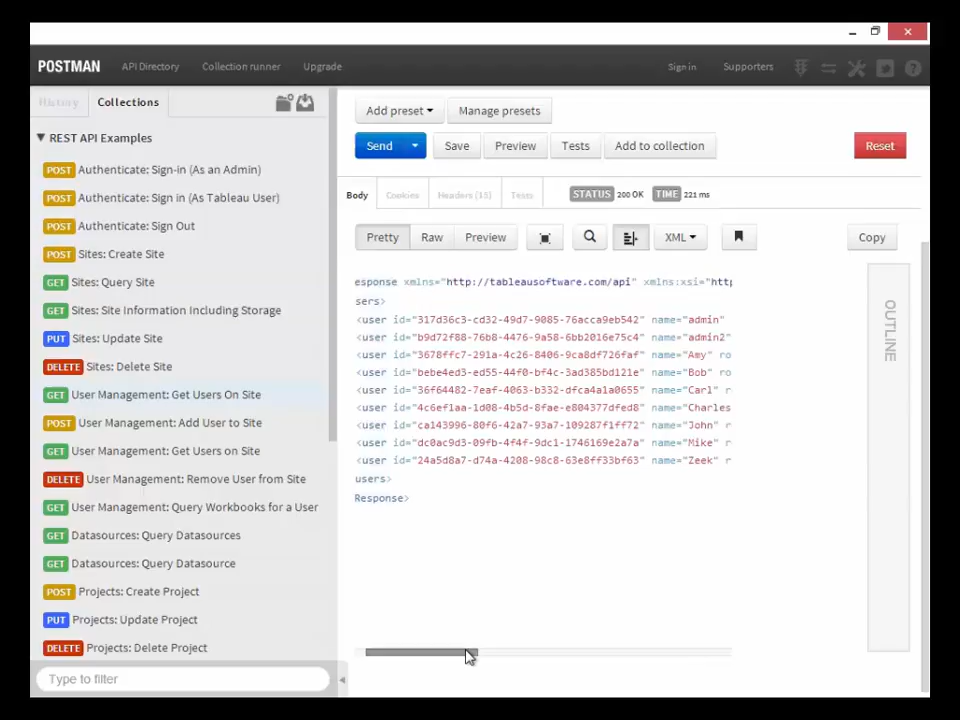 POSTMAN API Directory Collection runner Upgrade Sign in Supporters
History Collections
REST API Examples
POST Authenticate: Sign-in (As an Admin)
POST Authenticate: Sign in (As Tableau User)
POST Authenticate: Sign Out
POST Sites: Create Site
GET Sites: Query Site
GET Sites: Site Information Including Storage
PUT Sites: Update Site
DELETE Sites: Delete Site
GET User Management: Get Users On Site
POST User Management: Add User to Site
GET User Management: Get Users on Site
DELETE User Management: Remove User from Site
GET User Management: Query Workbooks for a User
GET Datasources: Query Datasources
GET Datasources: Query Datasource
POST Projects: Create Project
PUT Projects: Update Project
DELETE Projects: Delete Project
Type to filter
Add preset Manage presets
Send Save Preview Tests Add to collection Reset
Body Cookies Headers (15) Tests STATUS 200 OK TIME 221 ms
Pretty Raw Preview XML Copy
esponse xmlns="http://tableausoftware.com/api" xmlns:xsi="http
sers>
<user id="317d36c3-cd32-49d7-9085-76acca9eb542" name="admin"
<user id="b9d72f88-76b8-4476-9a58-6bb2016e75c4" name="admin2"
<user id="3678ffc7-291a-4c26-8406-9ca8df726faf" name="Amy" ro
<user id="bebe4ed3-ed55-44f0-bf4c-3ad385bd121e" name="Bob" ro
<user id="36f64482-7eaf-4063-b332-dfca4a1a0655" name="Carl" r
<user id="4c6ef1aa-1d08-4b5d-8fae-e804377dfed8" name="Charles
<user id="ca143996-80f6-42a7-93a7-109287f1ff72" name="John" r
<user id="dc0ac9d3-09fb-4f4f-9dc1-1746169e2a7a" name="Mike" r
<user id="24a5d8a7-d74a-4208-98c8-63e8ff33bf63" name="Zeek" r
users>
Response>
OUTLINE